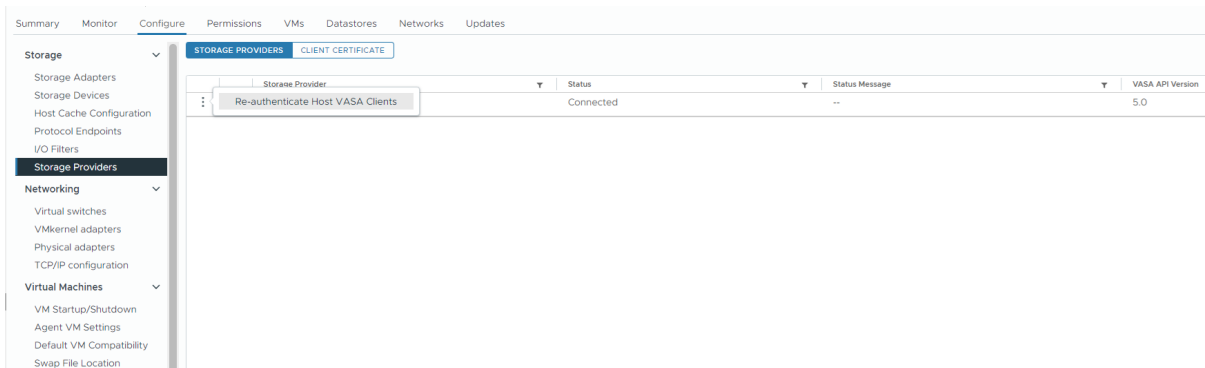 Summary Monitor Configure Permissions VMs Datastores Networks Updates
Storage
Storage Adapters
Storage Devices
Host Cache Configuration
Protocol Endpoints
I/O Filters
Storage Providers
Networking
Virtual switches
VMkernel adapters
Physical adapters
TCP/IP configuration
Virtual Machines
VM Startup/Shutdown
Agent VM Settings
Default VM Compatibility
Swap File Location
STORAGE PROVIDERS CLIENT CERTIFICATE
Storage Provider Status Status Message VASA API Version
Re-authenticate Host VASA Clients Connected -- 5.0